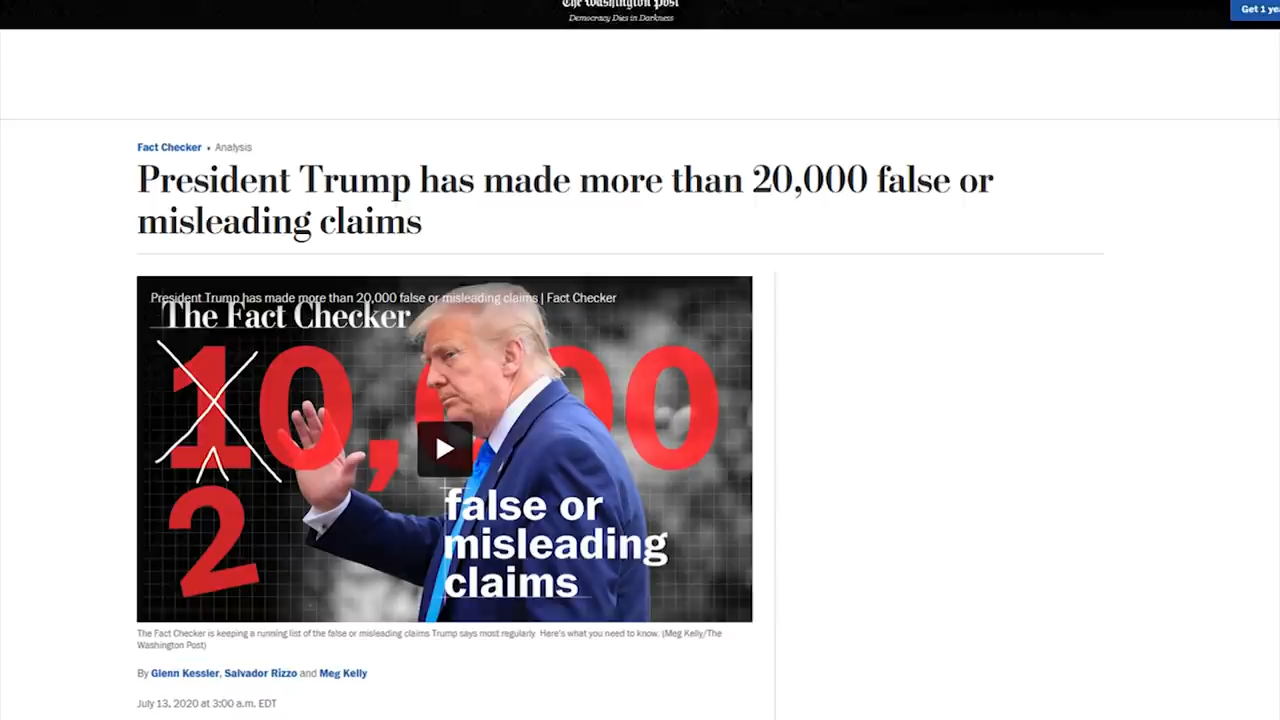 The Washington Post
Democracy Dies in Darkness
Get 1 ye
Fact Checker • Analysis
President Trump has made more than 20,000 false or
misleading claims
President Trump has made more than 20,000 false or misleading claims | Fact Checker
The Fact Checker
10,000
2
false or
misleading
claims
The Fact Checker is keeping a running list of the false or misleading claims Trump says most regularly. Here's what you need to know. (Meg Kelly/The
Washington Post)
By Glenn Kessler, Salvador Rizzo and Meg Kelly
July 13, 2020 at 3:00 a.m. EDT